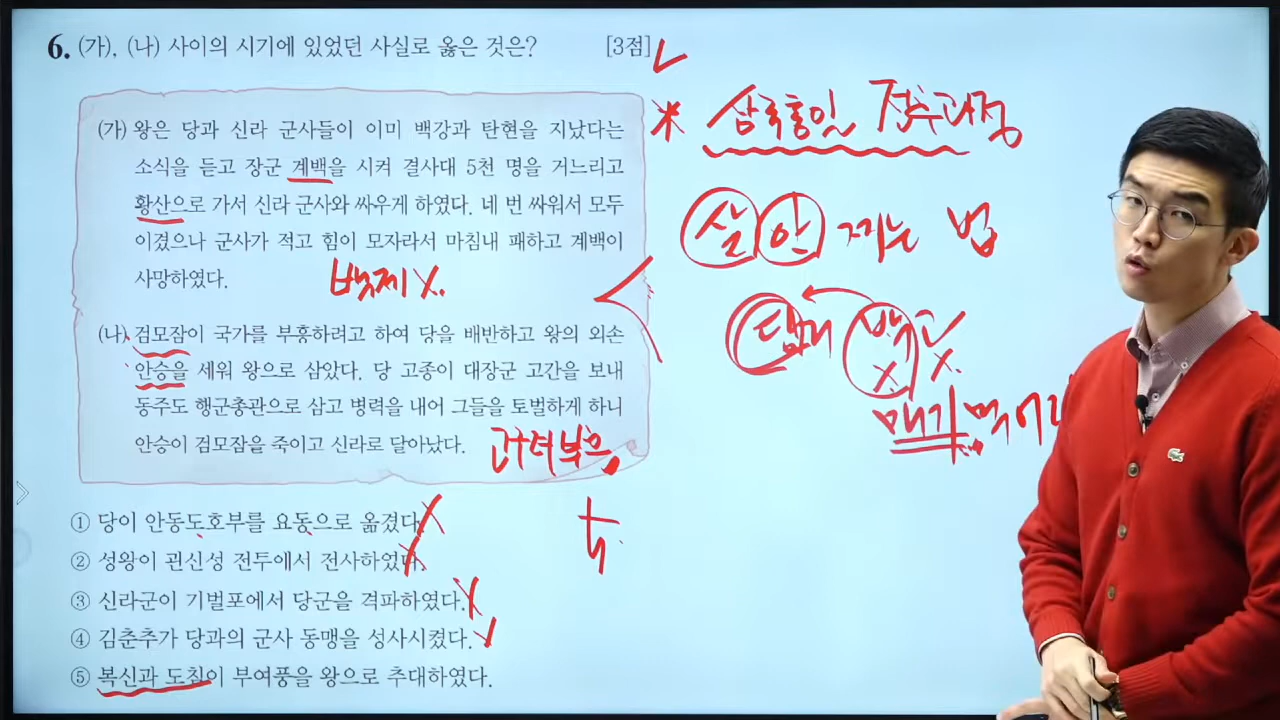 6. (가), (나) 사이의 시기에 있었던 사실로 옳은 것은? [3점]
(가) 왕은 당과 신라 군사들이 이미 백강과 탄현을 지났다는
소식을 듣고 장군 계백을 시켜 결사대 5천 명을 거느리고
황산으로 가서 신라 군사와 싸우게 하였다. 네 번 싸워서 모두
이겼으나 군사가 적고 힘이 모자라서 마침내 패하고 계백이
사망하였다.
백제X.
(나) 검모잠이 국가를 부흥하려고 하여 당을 배반하고 왕의 외손
안승을 세워 왕으로 삼았다. 당 고종이 대장군 고간을 보내
동주도 행군총관으로 삼고 병력을 내어 그들을 토벌하게 하니
안승이 검모잠을 죽이고 신라로 달아났다.
① 당이 안동도호부를 요동으로 옮겼다.
② 성왕이 관산성 전투에서 전사하였다.
③ 신라군이 기벌포에서 당군을 격파하였다.
④ 김춘추가 당과의 군사 동맹을 성사시켰다.
⑤ 복신과 도침이 부여풍을 왕으로 추대하였다.
삼국통일 전쟁과정
살 안 찌는 법
매가 먹어라